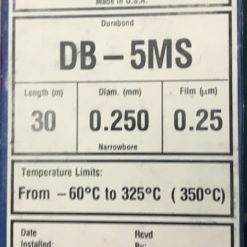 Made in U.S.A.
Durabond
DB – 5MS
Length (m) Diam. (mm) Film (µm)
30 0.250 0.25
Narrowbore
Temperature Limits:
From – 60°C to 325°C ( 350°C)
Date Rcvd
Installed: By: